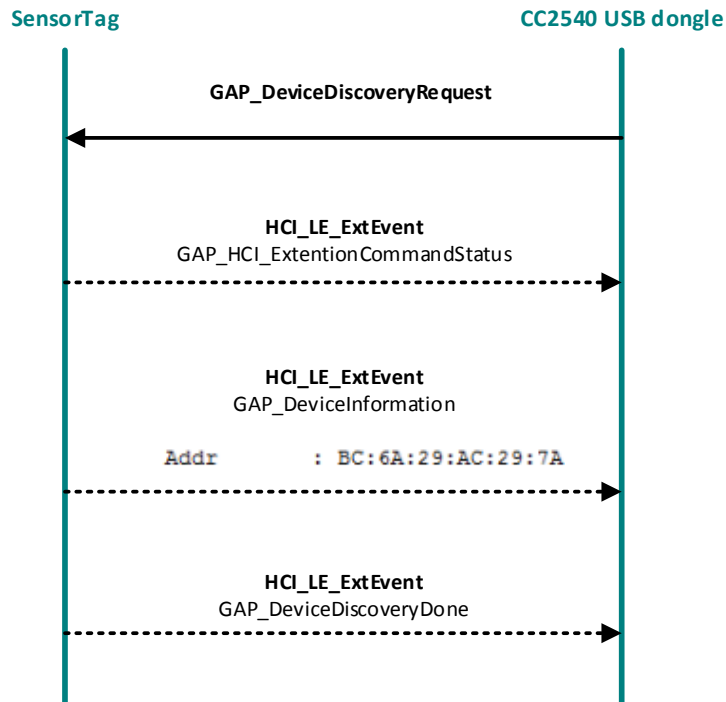 SensorTag
CC2540 USB dongle
GAP_DeviceDiscoveryRequest
HCI_LE_ExtEvent
GAP_HCI_ExtentionCommandStatus
HCI_LE_ExtEvent
GAP_DeviceInformation
Addr : BC:6A:29:AC:29:7A
HCI_LE_ExtEvent
GAP_DeviceDiscoveryDone